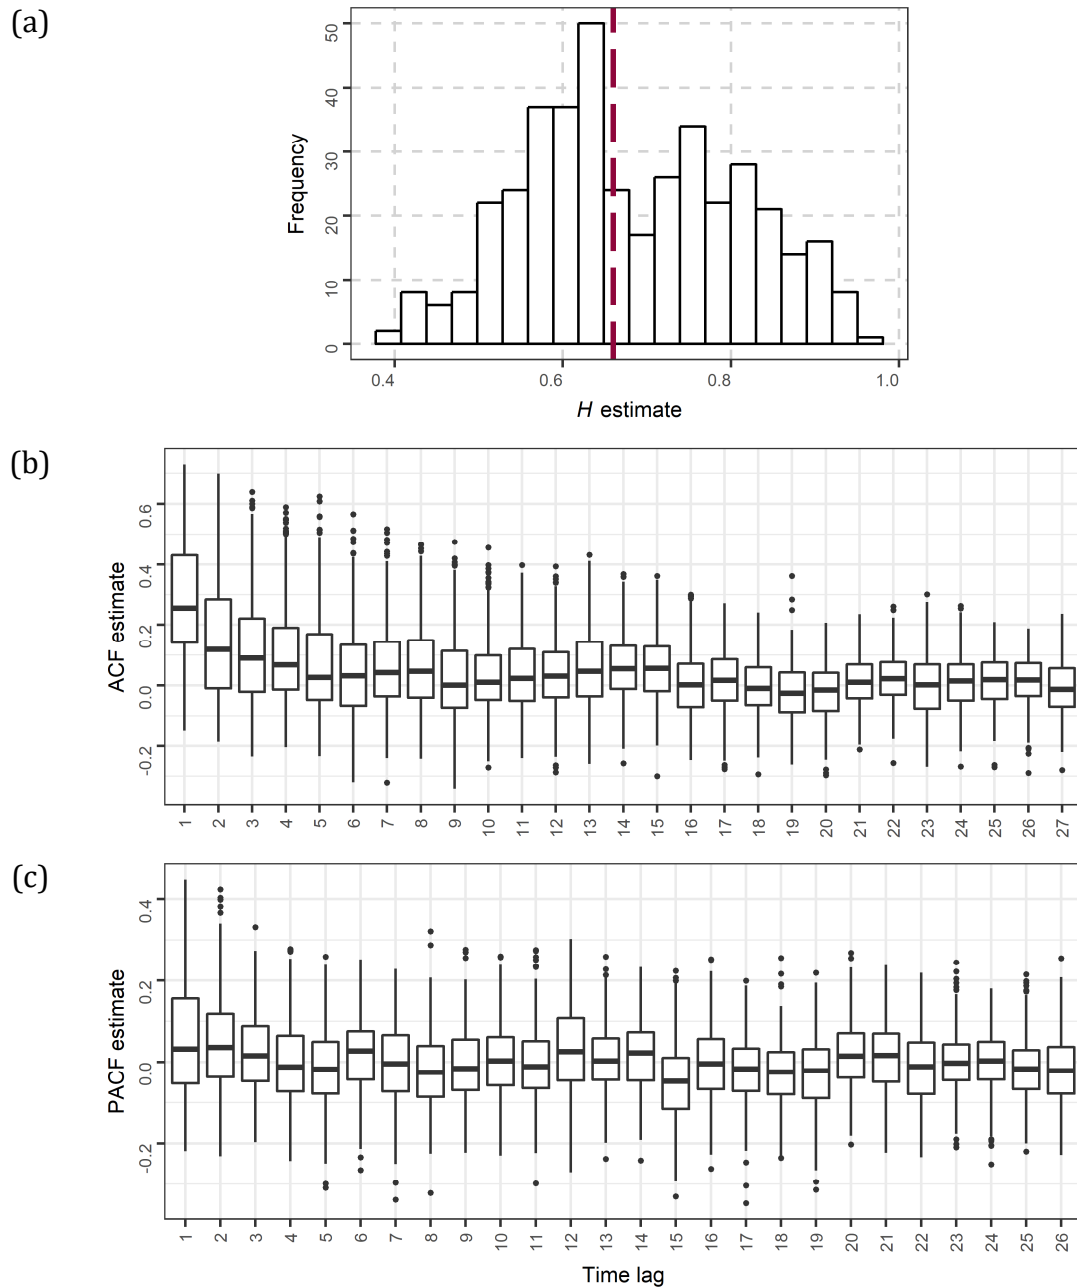 (a)
Frequency
50
40
30
20
10
0
0.4 0.6 0.8 1.0
H estimate
(b)
ACF estimate
0.6
0.4
0.2
0.0
-0.2
1 2 3 4 5 6 7 8 9 10 11 12 13 14 15 16 17 18 19 20 21 22 23 24 25 26 27
(c)
PACF estimate
0.4
0.2
0.0
-0.2
1 2 3 4 5 6 7 8 9 10 11 12 13 14 15 16 17 18 19 20 21 22 23 24 25 26
Time lag